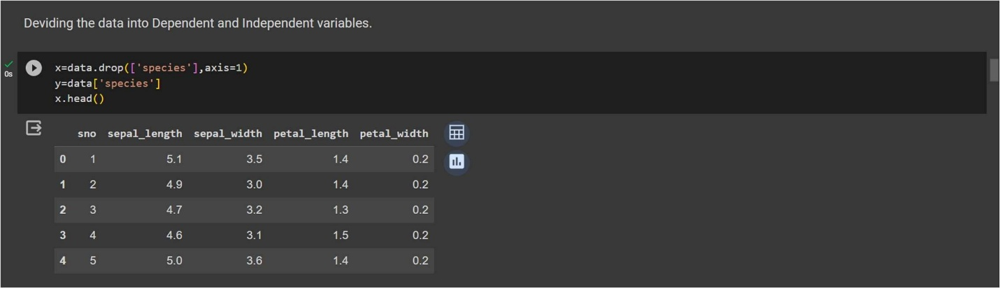 Deviding the data into Dependent and Independent variables.
0s
x=data.drop(['species'],axis=1)
y=data['species']
x.head()
sno sepal_length sepal_width petal_length petal_width
0 1 5.1 3.5 1.4 0.2
1 2 4.9 3.0 1.4 0.2
2 3 4.7 3.2 1.3 0.2
3 4 4.6 3.1 1.5 0.2
4 5 5.0 3.6 1.4 0.2